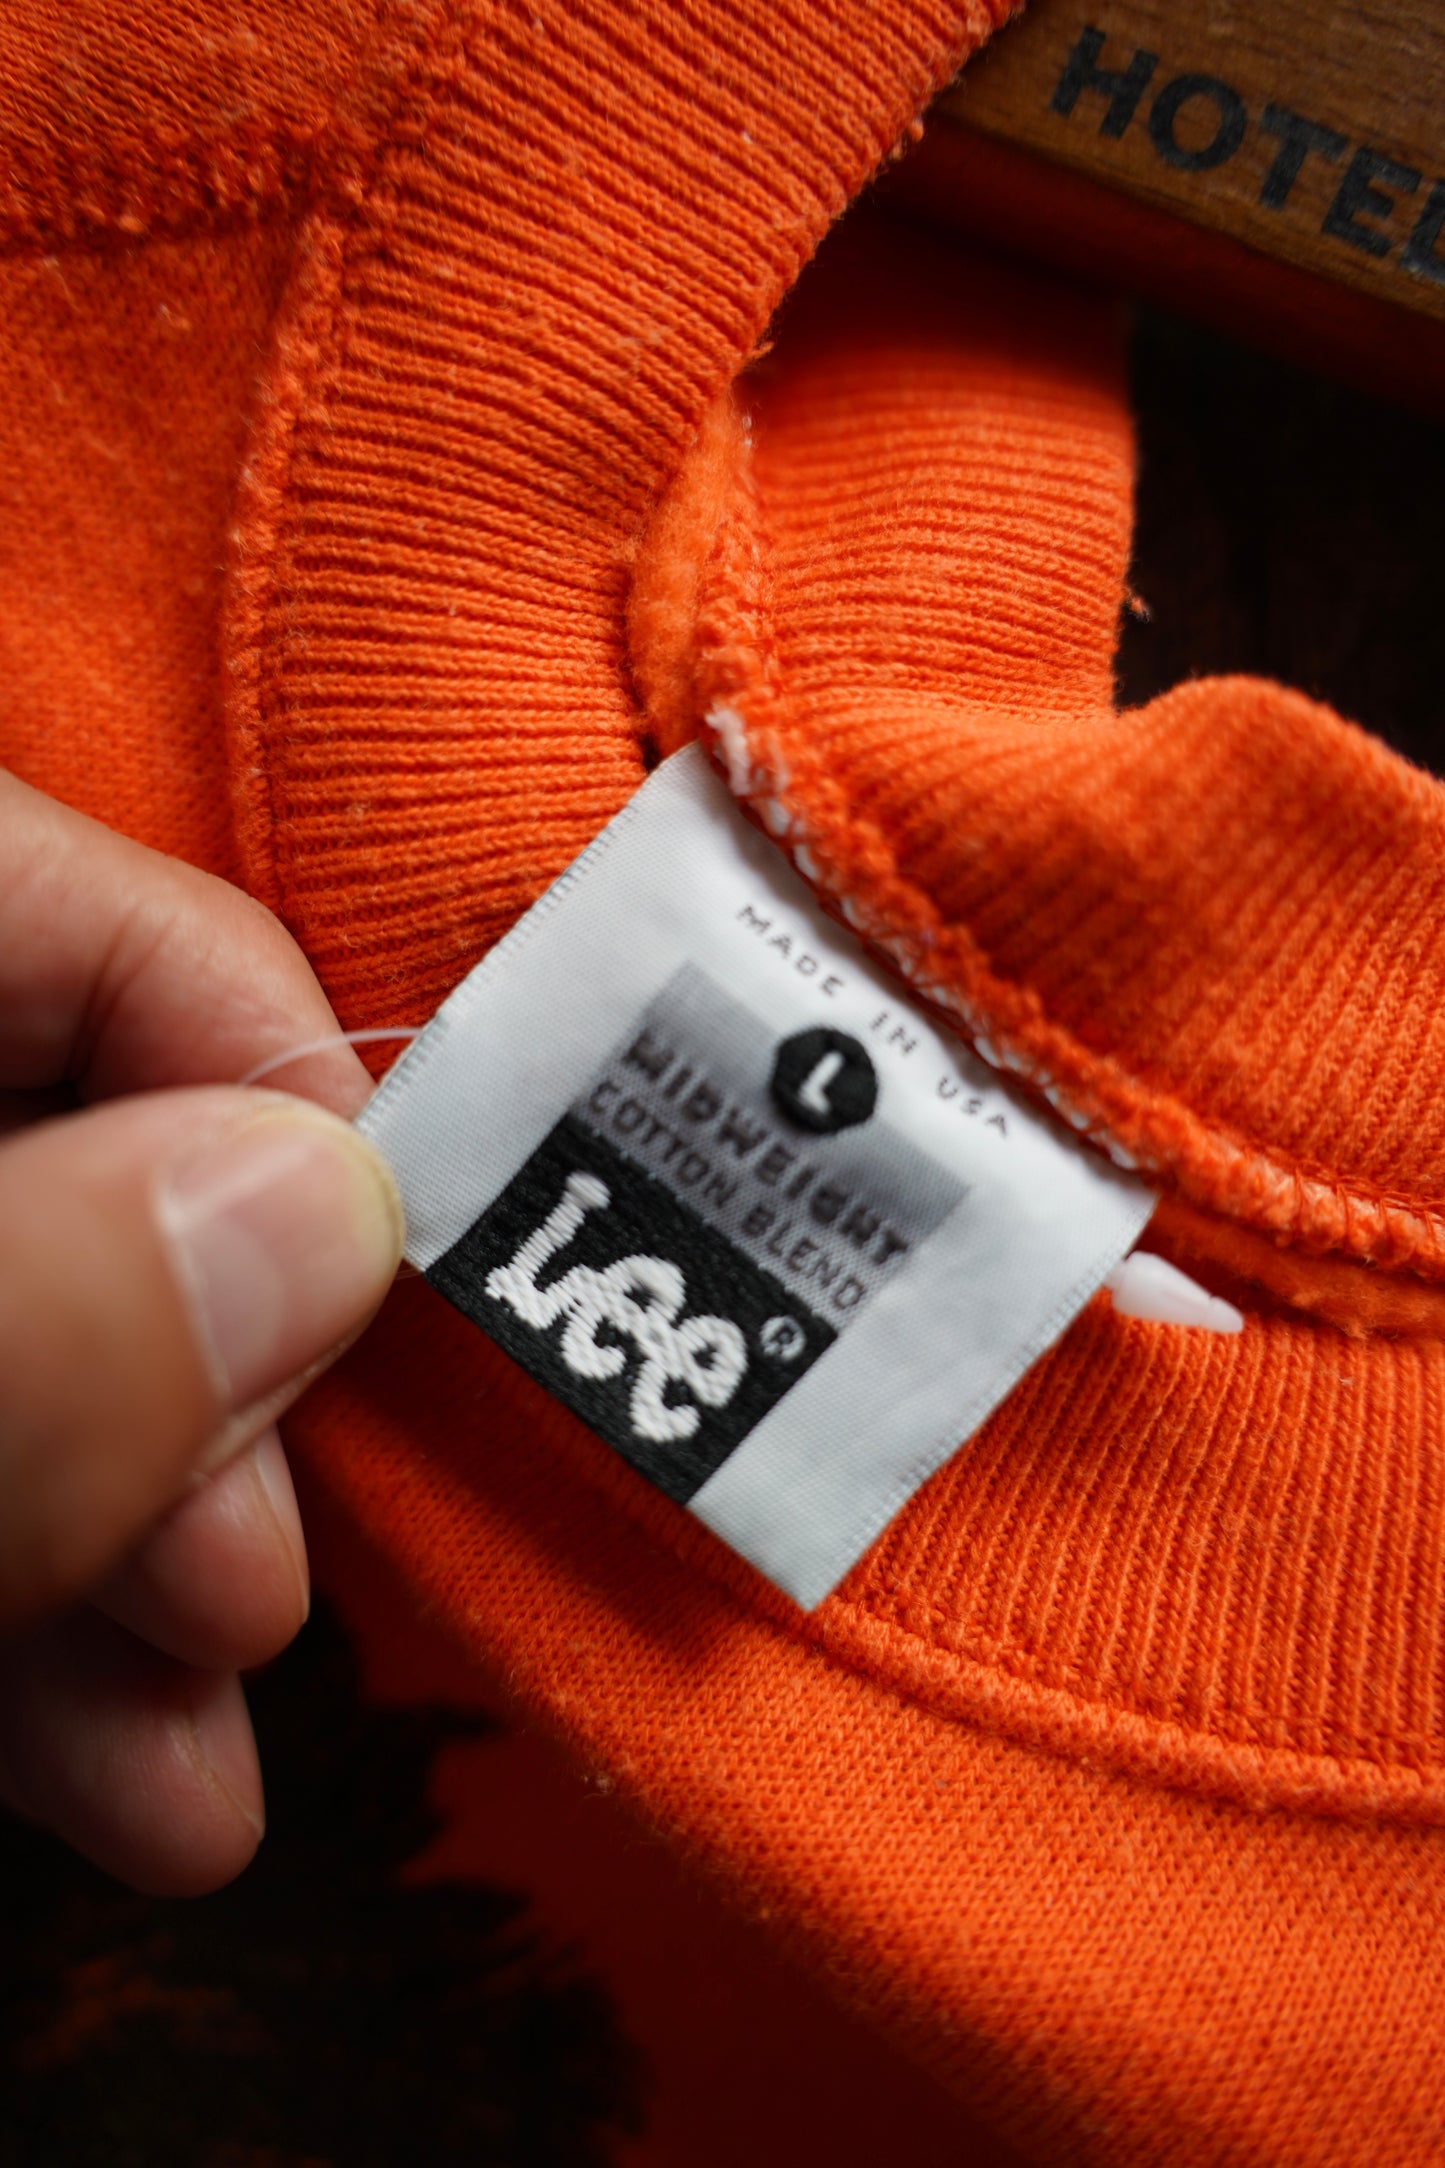 HOTEL
MADE IN USA
L
MIDWEIGHT
COTTON BLEND
Lee®